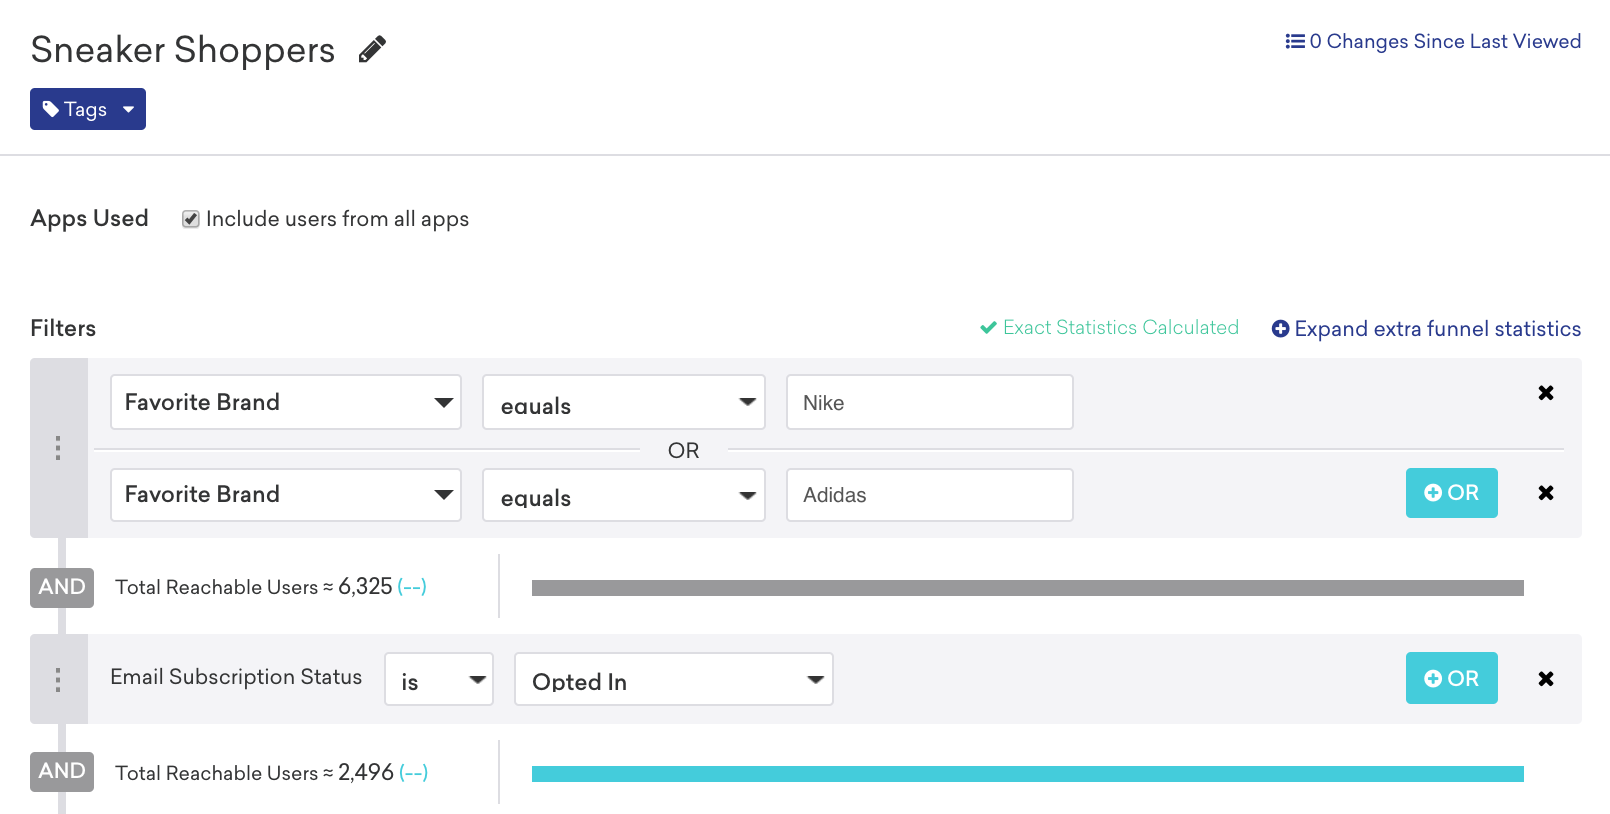 Sneaker Shoppers
0 Changes Since Last Viewed
Tags
Apps Used Include users from all apps
Filters Exact Statistics Calculated Expand extra funnel statistics
Favorite Brand equals Nike
OR
Favorite Brand equals Adidas OR
AND Total Reachable Users ≈ 6,325 (--)
Email Subscription Status is Opted In OR
AND Total Reachable Users ≈ 2,496 (--)